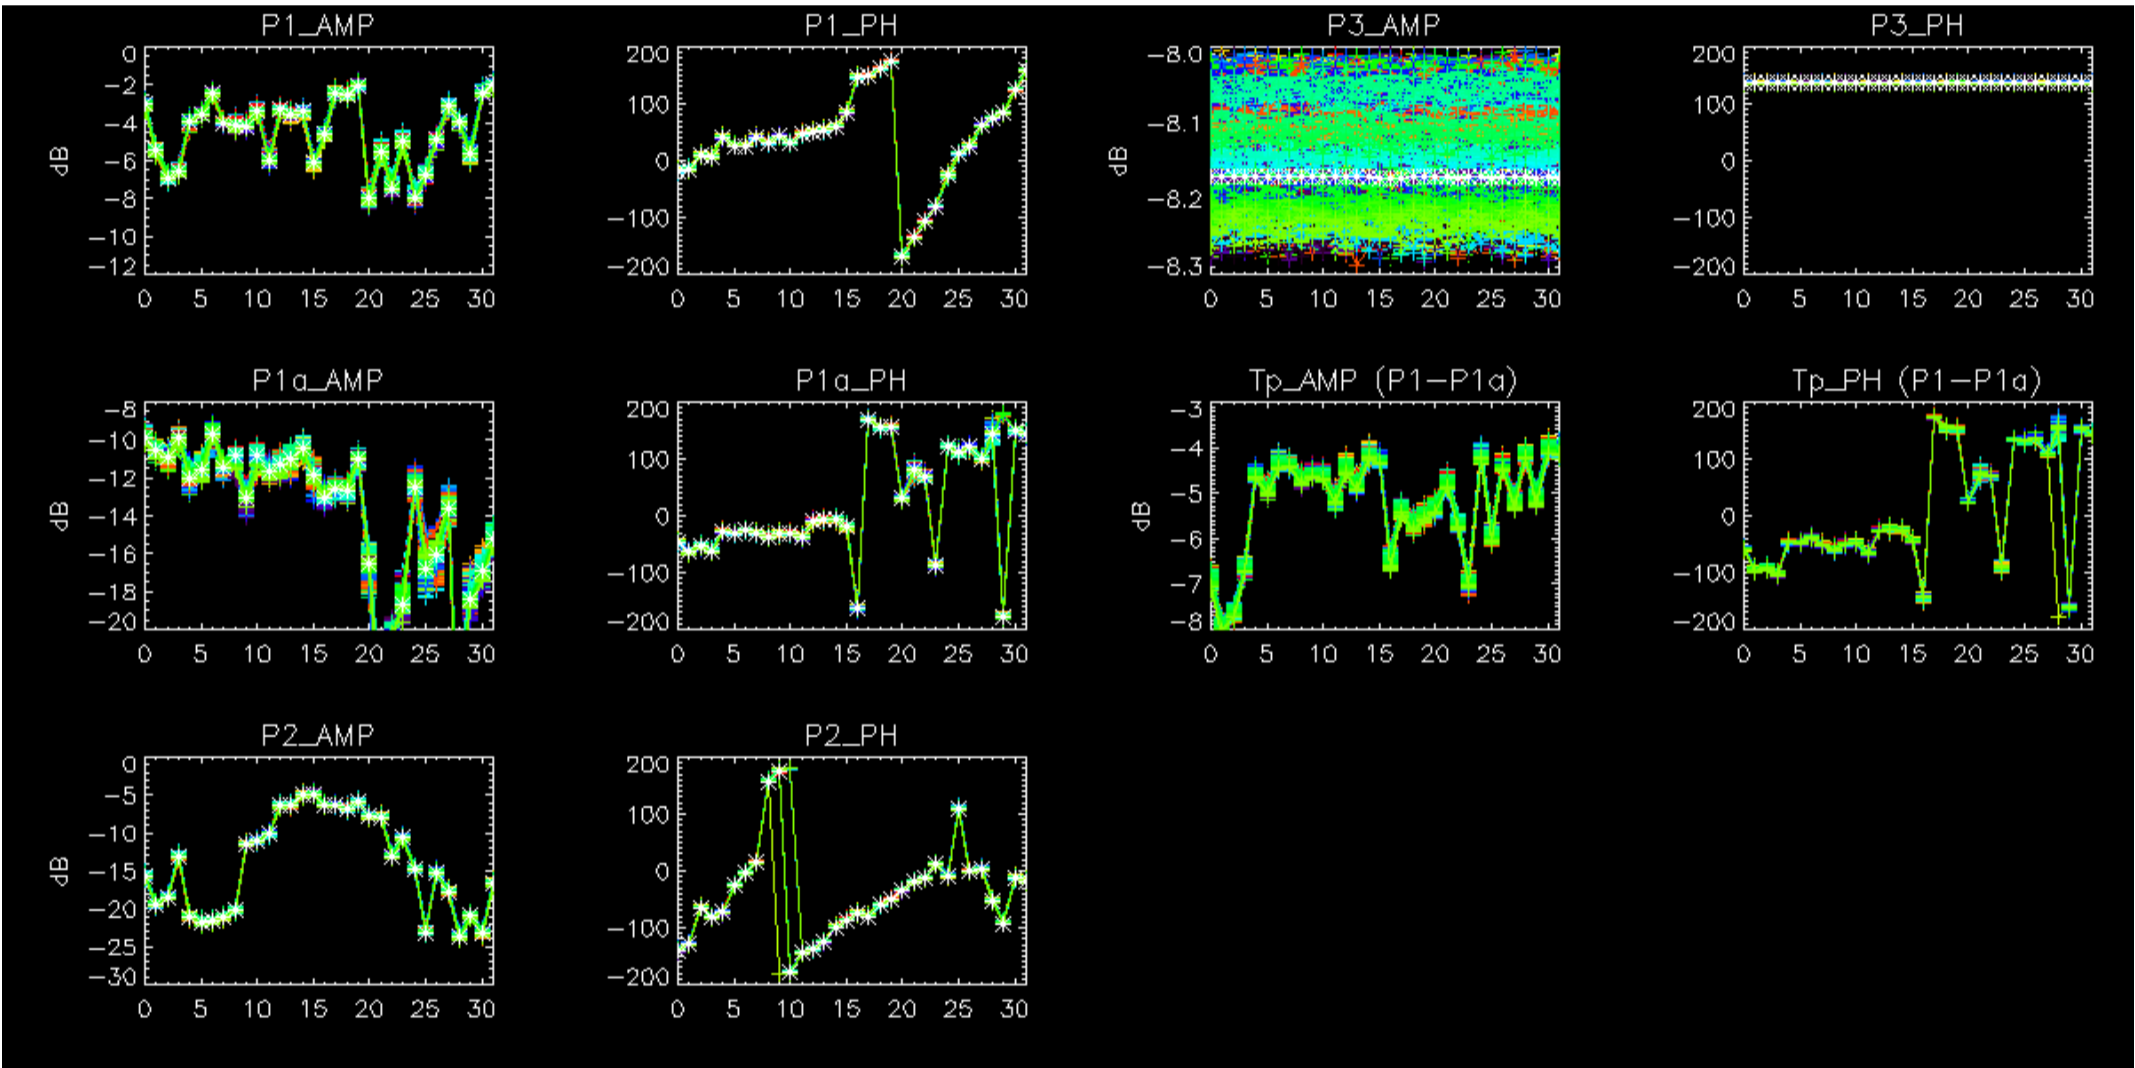 P1_AMP
0
−2
−4
−6
−8
−10
−12
dB
0 5 10 15 20 25 30
P1_PH
200
100
0
−100
−200
0 5 10 15 20 25 30
P3_AMP
−8.0
−8.1
−8.2
−8.3
dB
0 5 10 15 20 25 30
P3_PH
200
100
0
−100
−200
0 5 10 15 20 25 30
P1a_AMP
−8
−10
−12
−14
−16
−18
−20
dB
0 5 10 15 20 25 30
P1a_PH
200
100
0
−100
−200
0 5 10 15 20 25 30
Tp_AMP (P1−P1a)
−3
−4
−5
−6
−7
−8
dB
0 5 10 15 20 25 30
Tp_PH (P1−P1a)
200
100
0
−100
−200
0 5 10 15 20 25 30
P2_AMP
0
−5
−10
−15
−20
−25
−30
dB
0 5 10 15 20 25 30
P2_PH
200
100
0
−100
−200
0 5 10 15 20 25 30